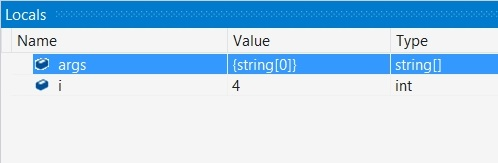 Locals
Name Value Type
args {string[0]} string[]
i 4 int